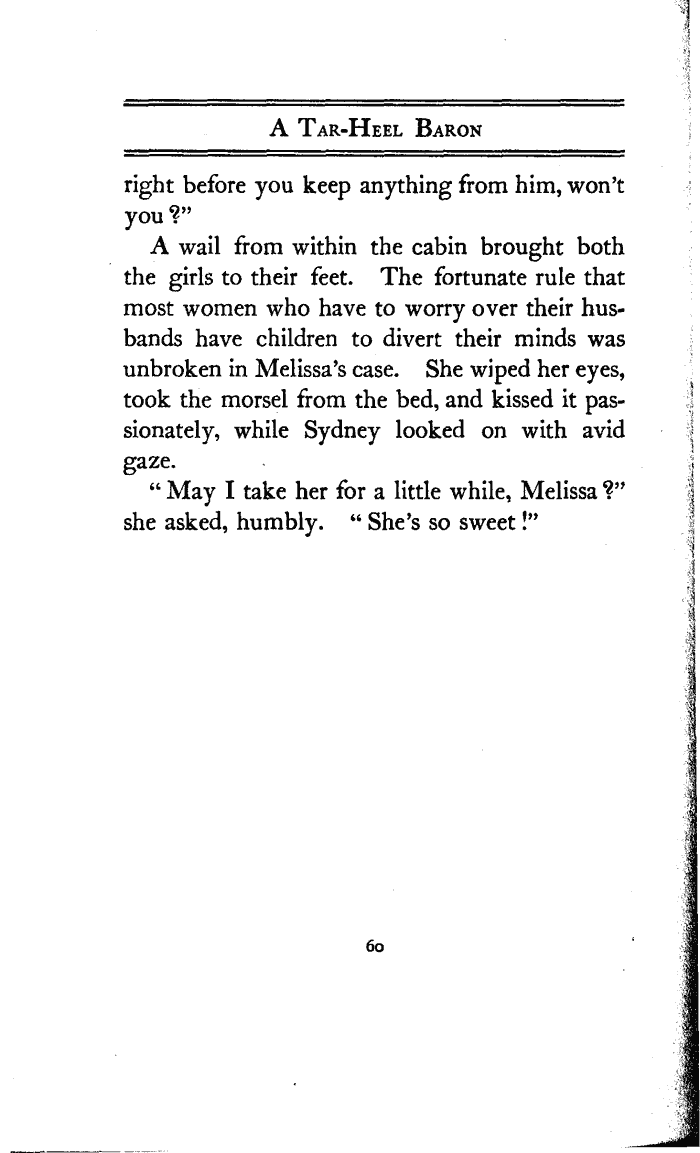 A TAR-HEEL BARON
right before you keep anything from him, won't
you?"
A wail from within the cabin brought both
the girls to their feet. The fortunate rule that
most women who have to worry over their hus-
bands have children to divert their minds was
unbroken in Melissa's case. She wiped her eyes,
took the morsel from the bed, and kissed it pas-
sionately, while Sydney looked on with avid
gaze.
"May I take her for a little while, Melissa?"
she asked, humbly. "She's so sweet!"
60